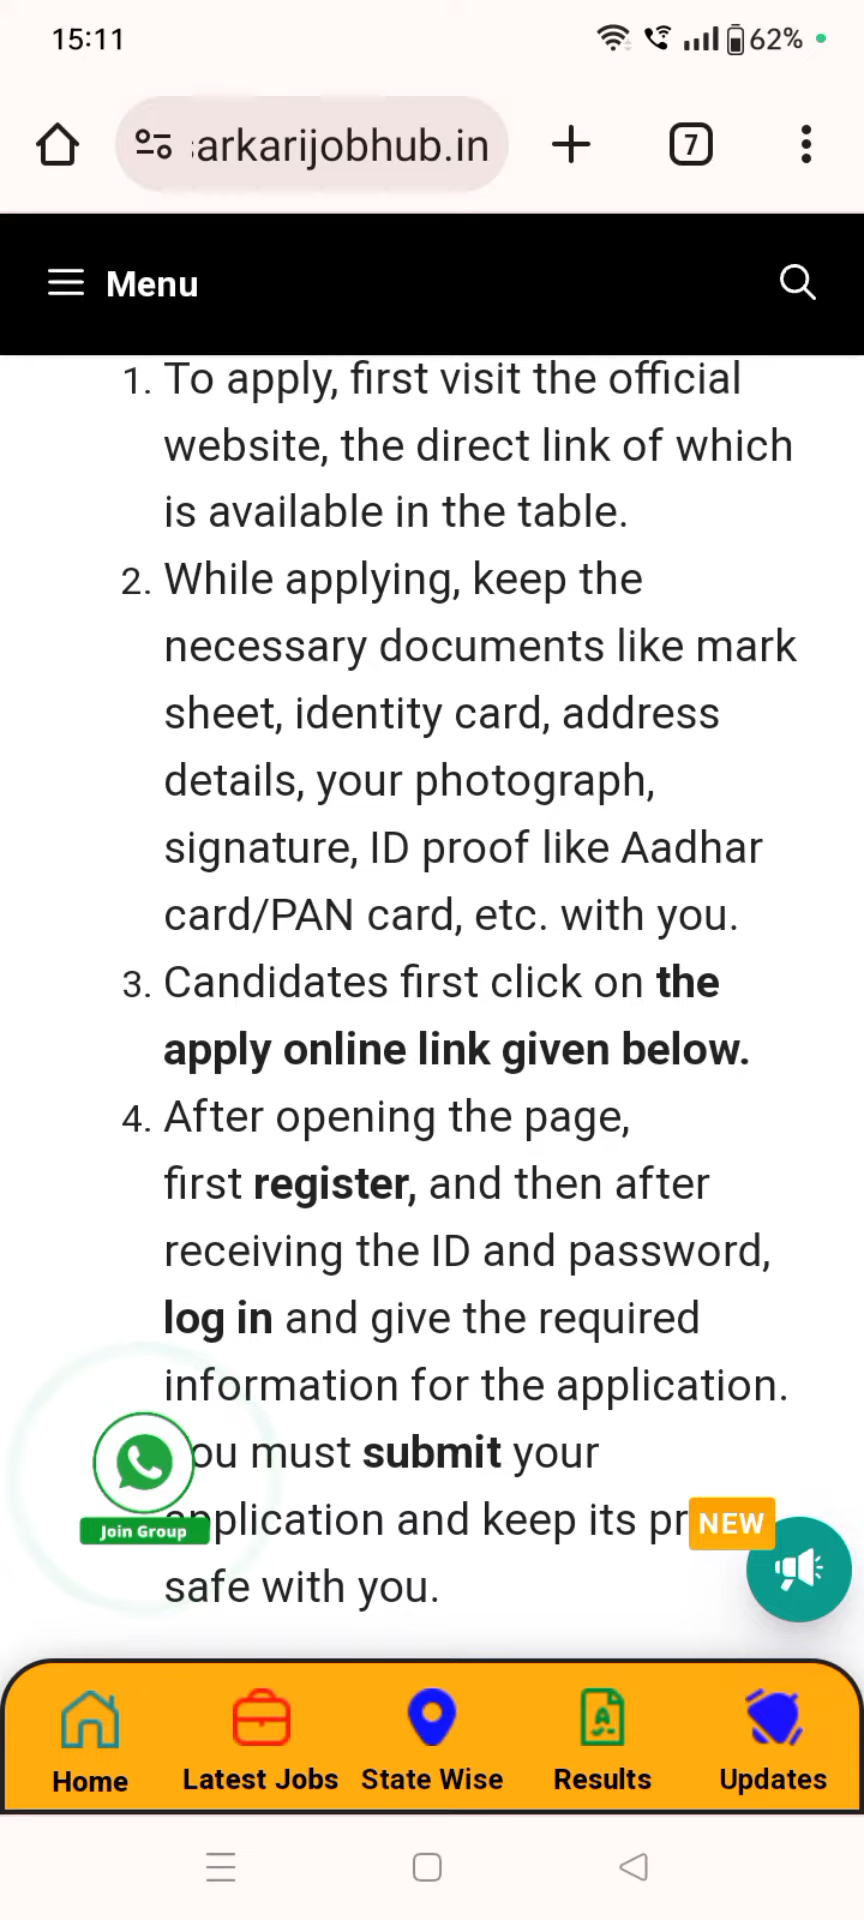 15:11
62%
arkarijobhub.in
7
Menu
1. To apply, first visit the official
website, the direct link of which
is available in the table.
2. While applying, keep the
necessary documents like mark
sheet, identity card, address
details, your photograph,
signature, ID proof like Aadhar
card/PAN card, etc. with you.
3. Candidates first click on the
apply online link given below.
4. After opening the page,
first register, and then after
receiving the ID and password,
log in and give the required
information for the application.
ou must submit your
application and keep its pr
NEW
Join Group
safe with you.
Home
Latest Jobs
State Wise
Results
Updates